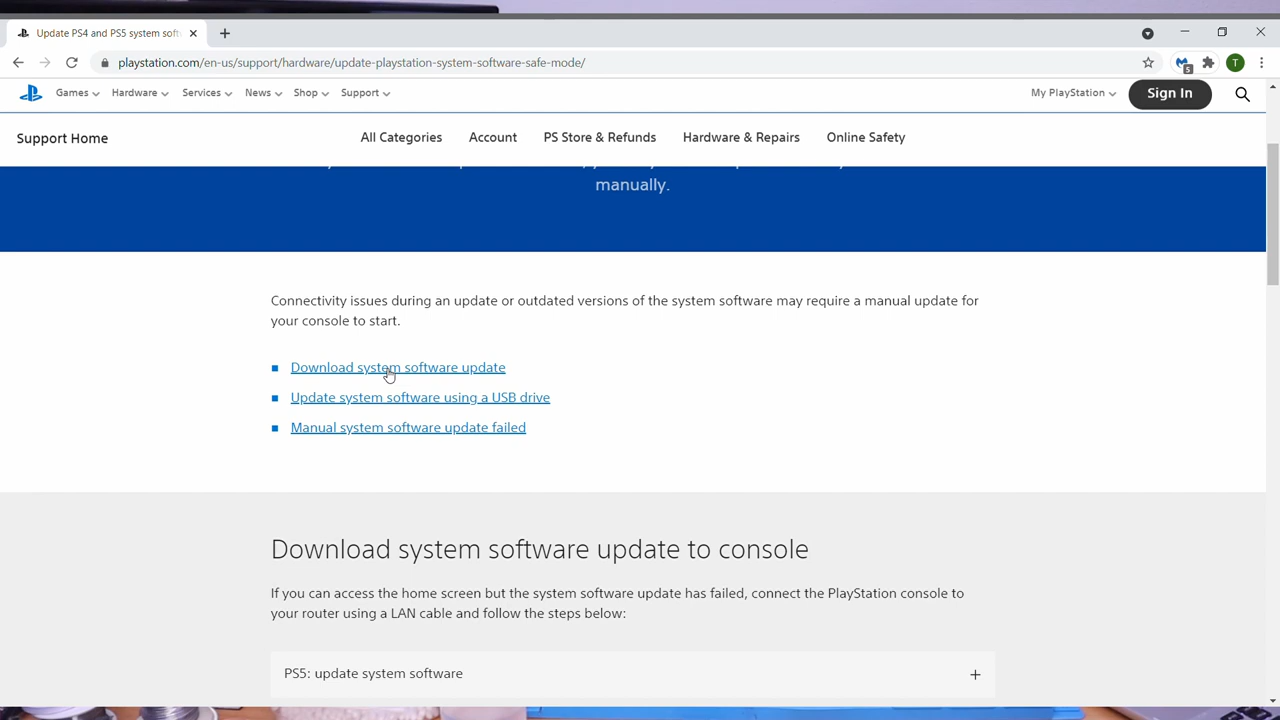 Update PS4 and PS5 system soft
playstation.com/en-us/support/hardware/update-playstation-system-software-safe-mode/
5
T
Games Hardware Services News Shop Support My PlayStation Sign In
Support Home All Categories Account PS Store & Refunds Hardware & Repairs Online Safety
manually.
Connectivity issues during an update or outdated versions of the system software may require a manual update for
your console to start.
Download system software update
Update system software using a USB drive
Manual system software update failed
Download system software update to console
If you can access the home screen but the system software update has failed, connect the PlayStation console to
your router using a LAN cable and follow the steps below:
PS5: update system software +